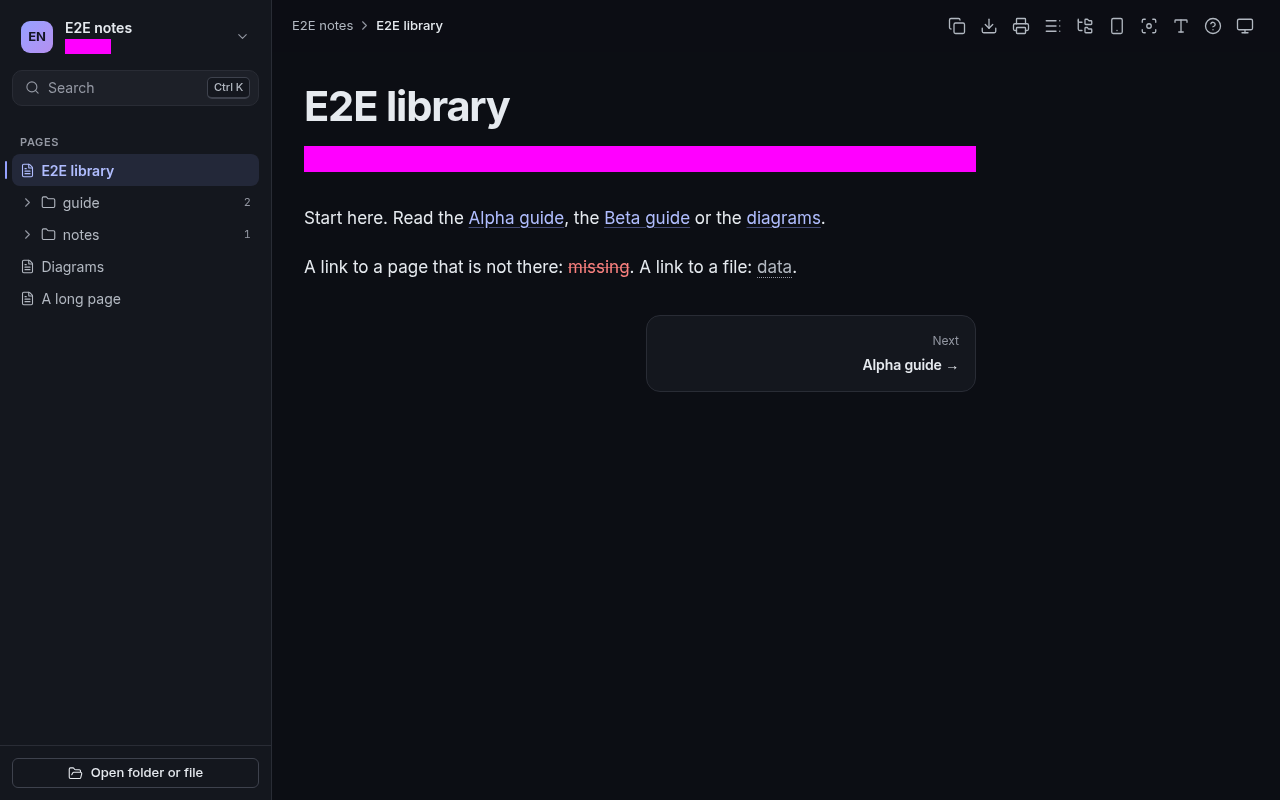 EN
E2E notes
Search
Ctrl K
PAGES
E2E library
guide
2
notes
1
Diagrams
A long page
Open folder or file
E2E notes
E2E library
E2E library
Start here. Read the Alpha guide, the Beta guide or the diagrams.
A link to a page that is not there: missing. A link to a file: data.
Next
Alpha guide →